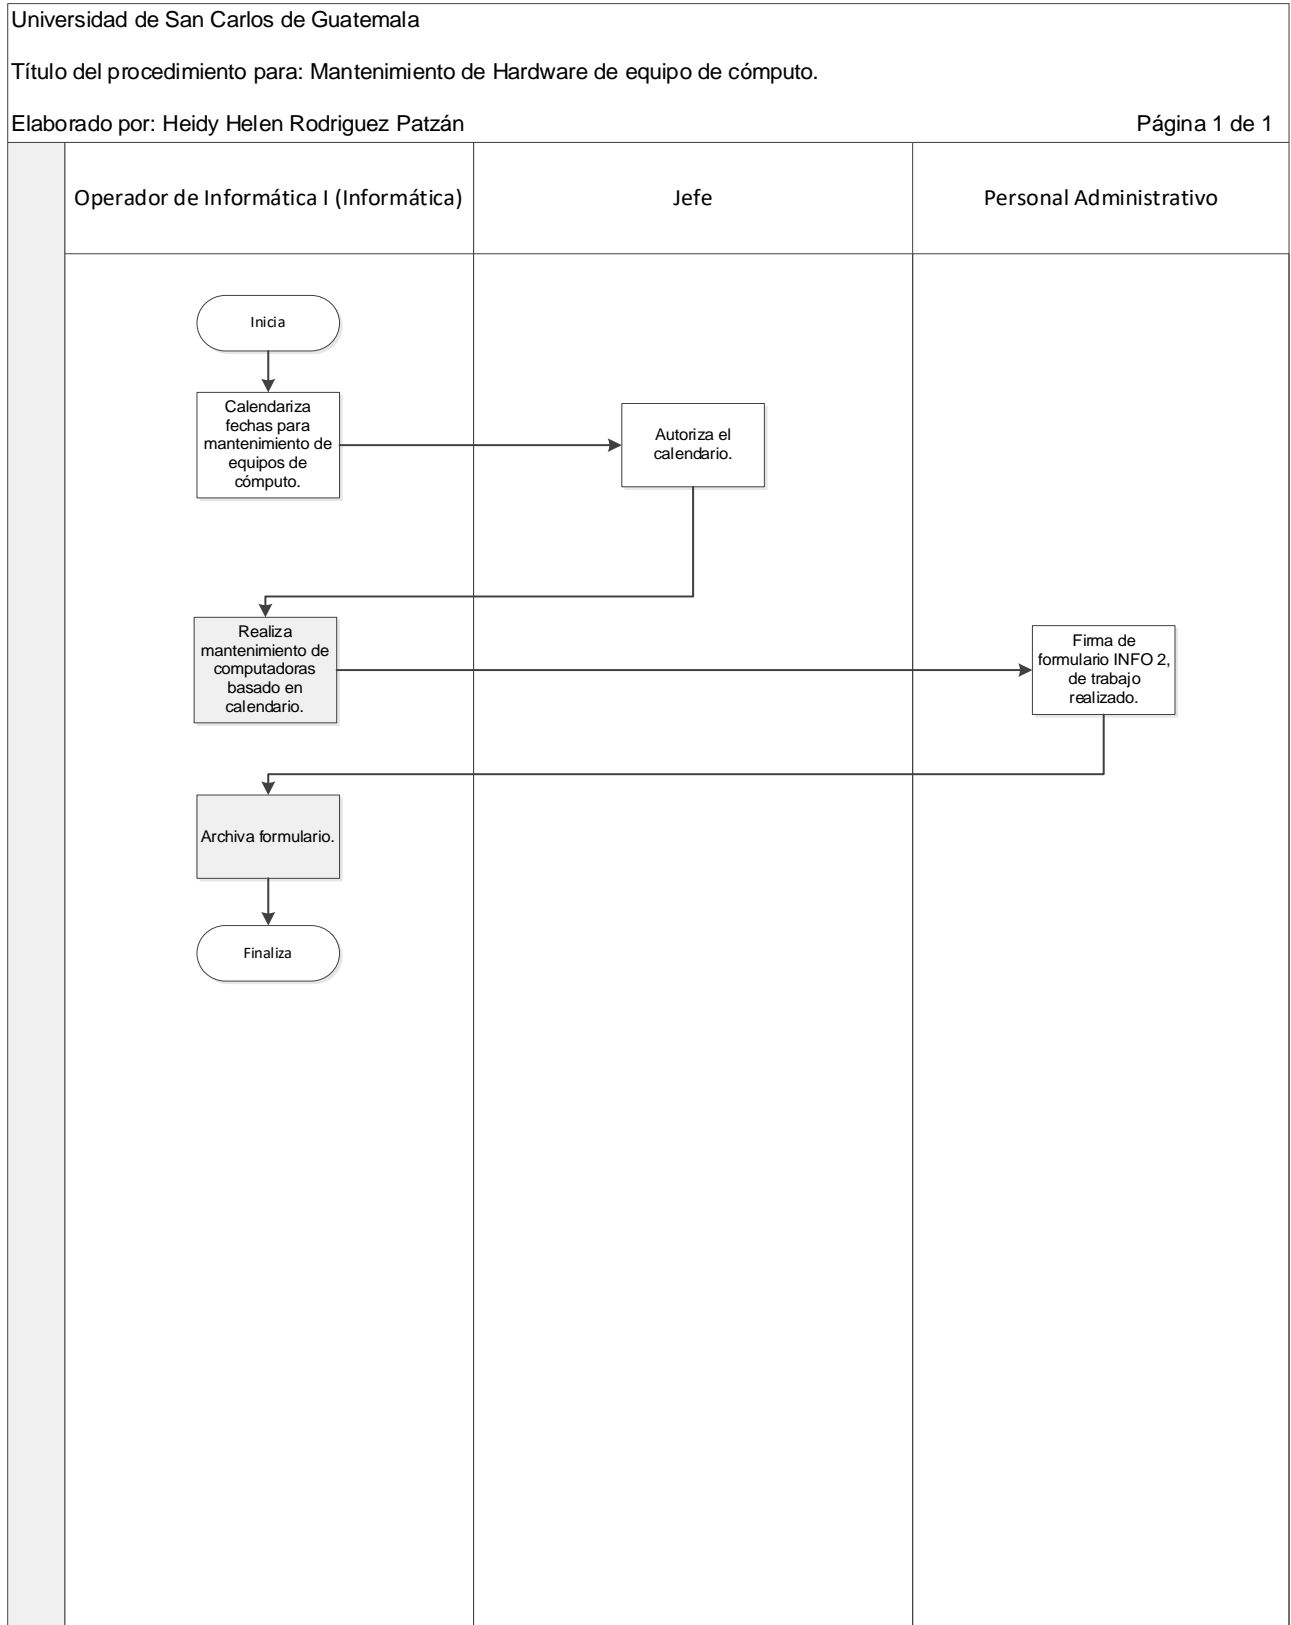 Universidad de San Carlos de Guatemala
Título del procedimiento para: Mantenimiento de Hardware de equipo de cómputo.
Elaborado por: Heidy Helen Rodriguez Patzán
Página 1 de 1
Operador de Informática I (Informática)
Jefe
Personal Administrativo
Inicia
Calendariza
fechas para
mantenimiento de
equipos de
cómputo.
Autoriza el
calendario.
Realiza
mantenimiento de
computadoras
basado en
calendario.
Firma de
formulario INFO 2,
de trabajo
realizado.
Archiva formulario.
Finaliza